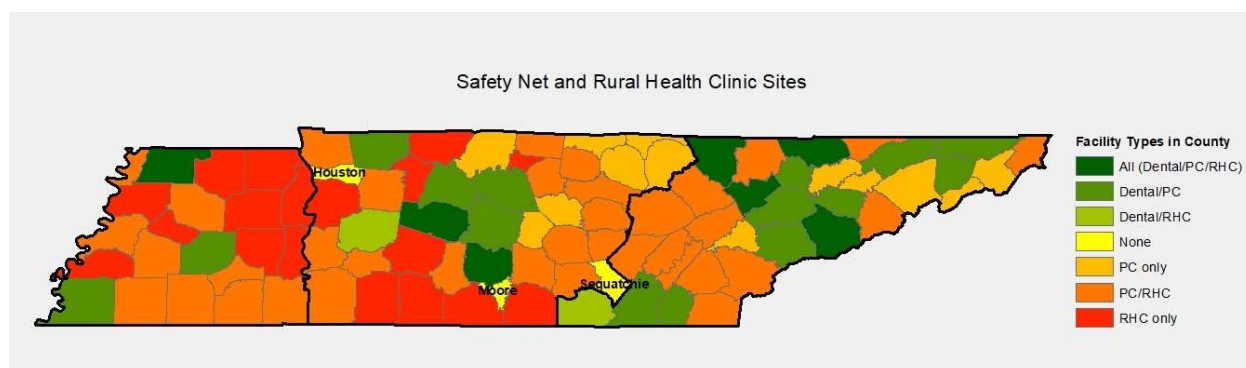 Safety Net and Rural Health Clinic Sites
Facility Types in County
All (Dental/PC/RHC)
Dental/PC
Dental/RHC
None
PC only
PC/RHC
RHC only
Houston
Moore
Sequatchie